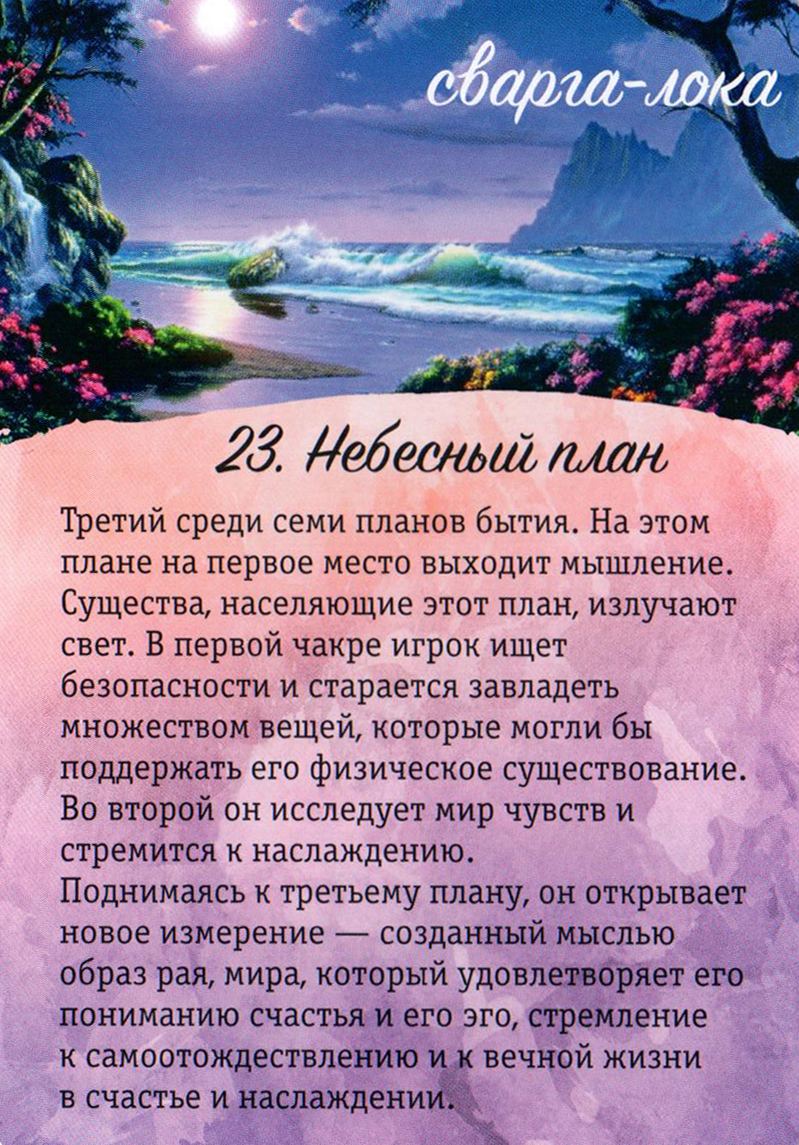 сварга-лока
23. Небесный план
Третий среди семи планов бытия. На этом
плане на первое место выходит мышление.
Существа, населяющие этот план, излучают
свет. В первой чакре игрок ищет
безопасности и старается завладеть
множеством вещей, которые могли бы
поддержать его физическое существование.
Во второй он исследует мир чувств и
стремится к наслаждению.
Поднимаясь к третьему плану, он открывает
новое измерение — созданный мыслью
образ рая, мира, который удовлетворяет его
пониманию счастья и его эго, стремление
к самоотождествлению и к вечной жизни
в счастье и наслаждении.